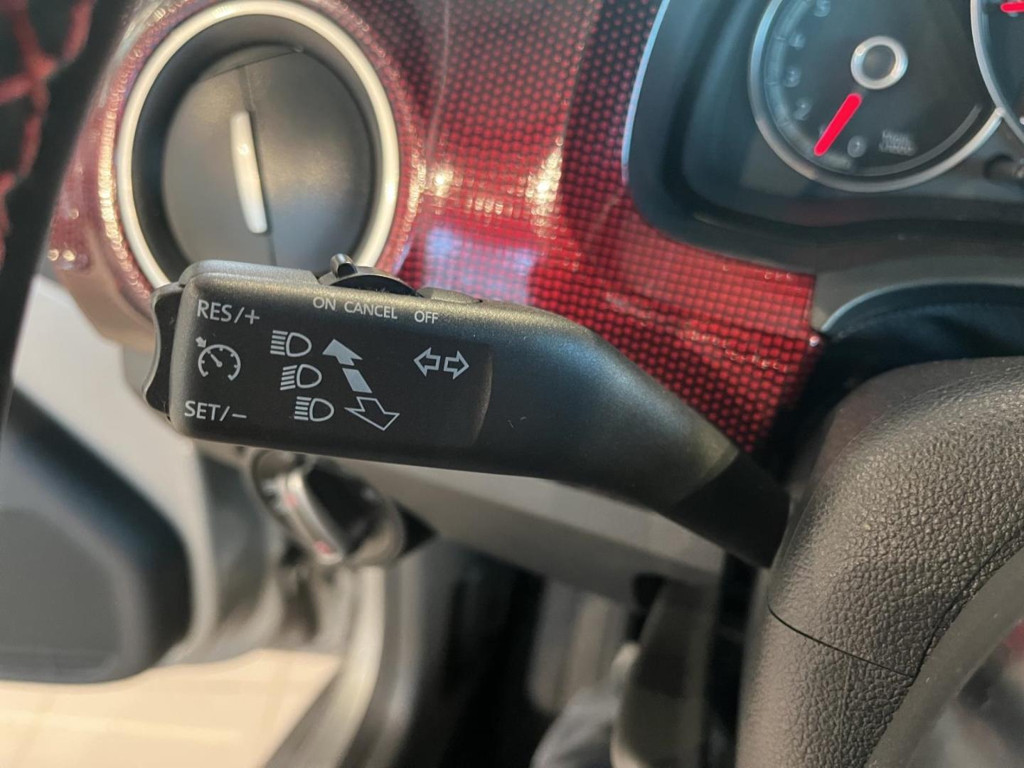 ON CANCEL OFF
RES/+
SET/-